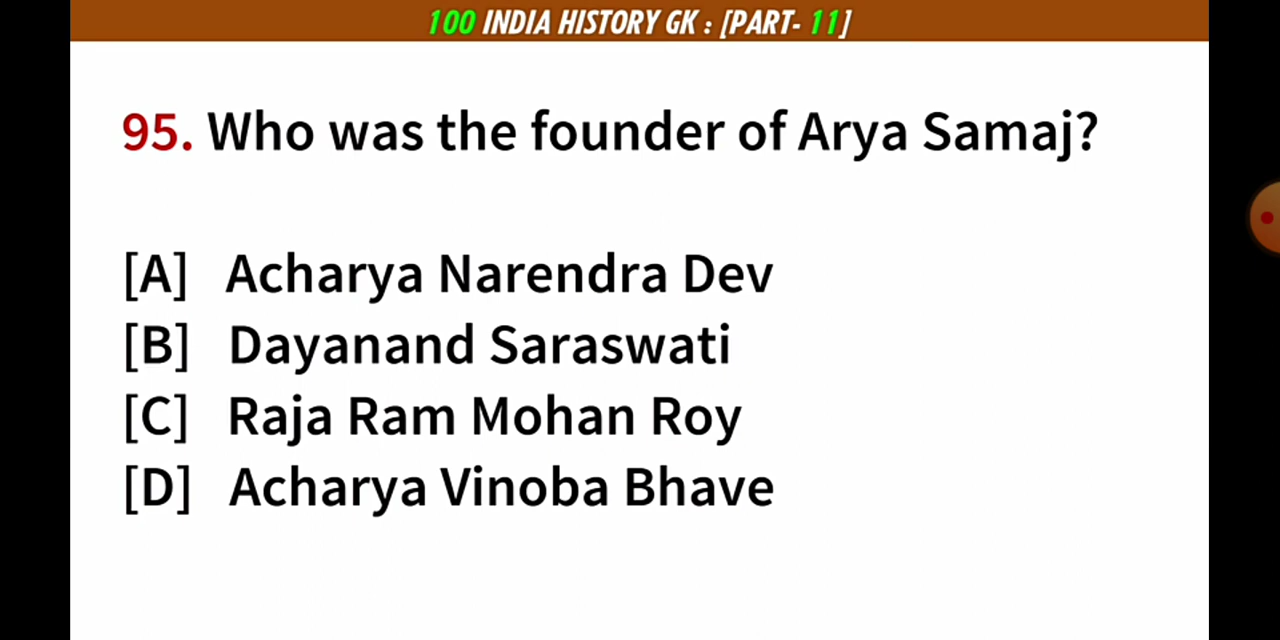 100 INDIA HISTORY GK : [PART- 11]
95. Who was the founder of Arya Samaj?
[A] Acharya Narendra Dev
[B] Dayanand Saraswati
[C] Raja Ram Mohan Roy
[D] Acharya Vinoba Bhave